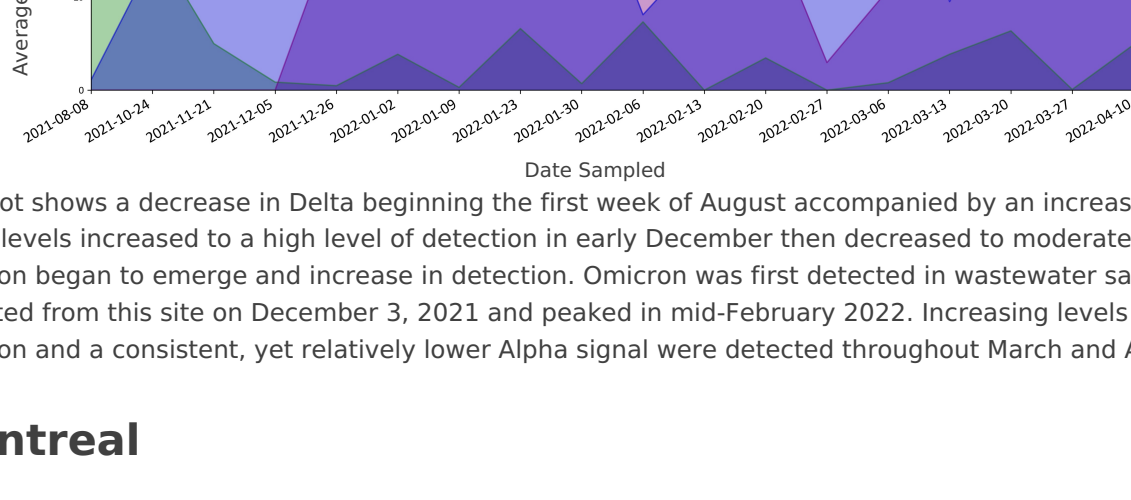 Average
0
2021-08-08
2021-10-24
2021-11-21
2021-12-05
2021-12-26
2022-01-02
2022-01-09
2022-01-23
2022-01-30
2022-02-06
2022-02-13
2022-02-20
2022-02-27
2022-03-06
2022-03-13
2022-03-20
2022-03-27
2022-04-10
Date Sampled
ot shows a decrease in Delta beginning the first week of August accompanied by an increas
levels increased to a high level of detection in early December then decreased to moderate
on began to emerge and increase in detection. Omicron was first detected in wastewater sa
ted from this site on December 3, 2021 and peaked in mid-February 2022. Increasing levels
on and a consistent, yet relatively lower Alpha signal were detected throughout March and A
ntreal